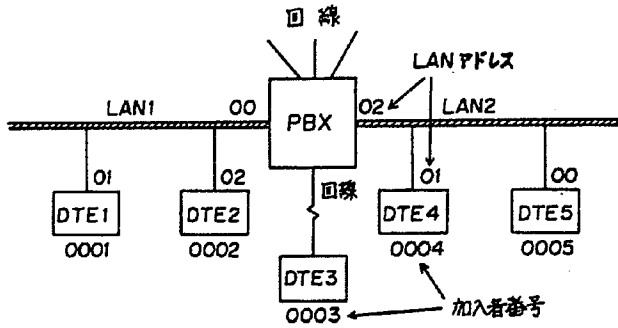 回線
LANアドレス
LAN1 00 PBX 02 LAN2
01 02 回線 01 00
DTE1 DTE2 DTE4 DTE5
0001 0002 0004 0005
DTE3
0003 加入者番号